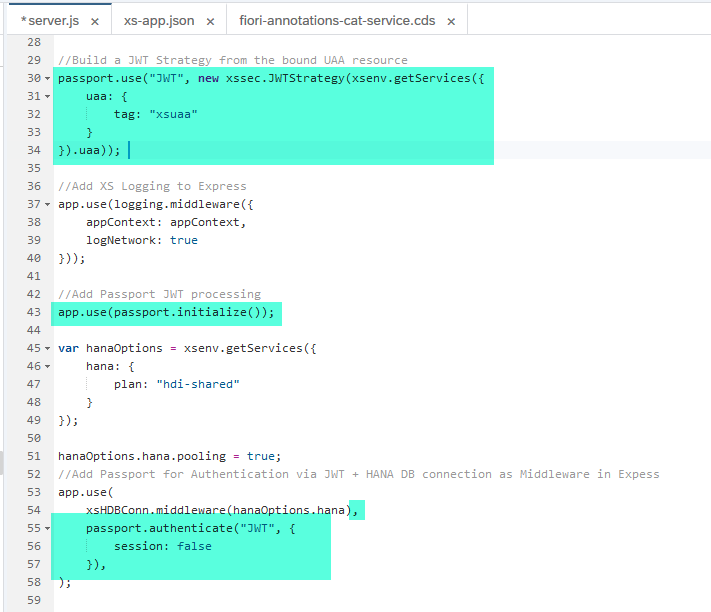 *server.js × xs-app.json × fiori-annotations-cat-service.cds ×
28
29 //Build a JWT Strategy from the bound UAA resource
30 passport.use("JWT", new xssec.JWTStrategy(xsenv.getServices({
31 uaa: {
32 tag: "xsuaa"
33 }
34 }).uaa));
35
36 //Add XS Logging to Express
37 app.use(logging.middleware({
38 appContext: appContext,
39 logNetwork: true
40 }));
41
42 //Add Passport JWT processing
43 app.use(passport.initialize());
44
45 var hanaOptions = xsenv.getServices({
46 hana: {
47 plan: "hdi-shared"
48 }
49 });
50
51 hanaOptions.hana.pooling = true;
52 //Add Passport for Authentication via JWT + HANA DB connection as Middleware in Expess
53 app.use(
54 xsHDBConn.middleware(hanaOptions.hana),
55 passport.authenticate("JWT", {
56 session: false
57 }),
58 );
59